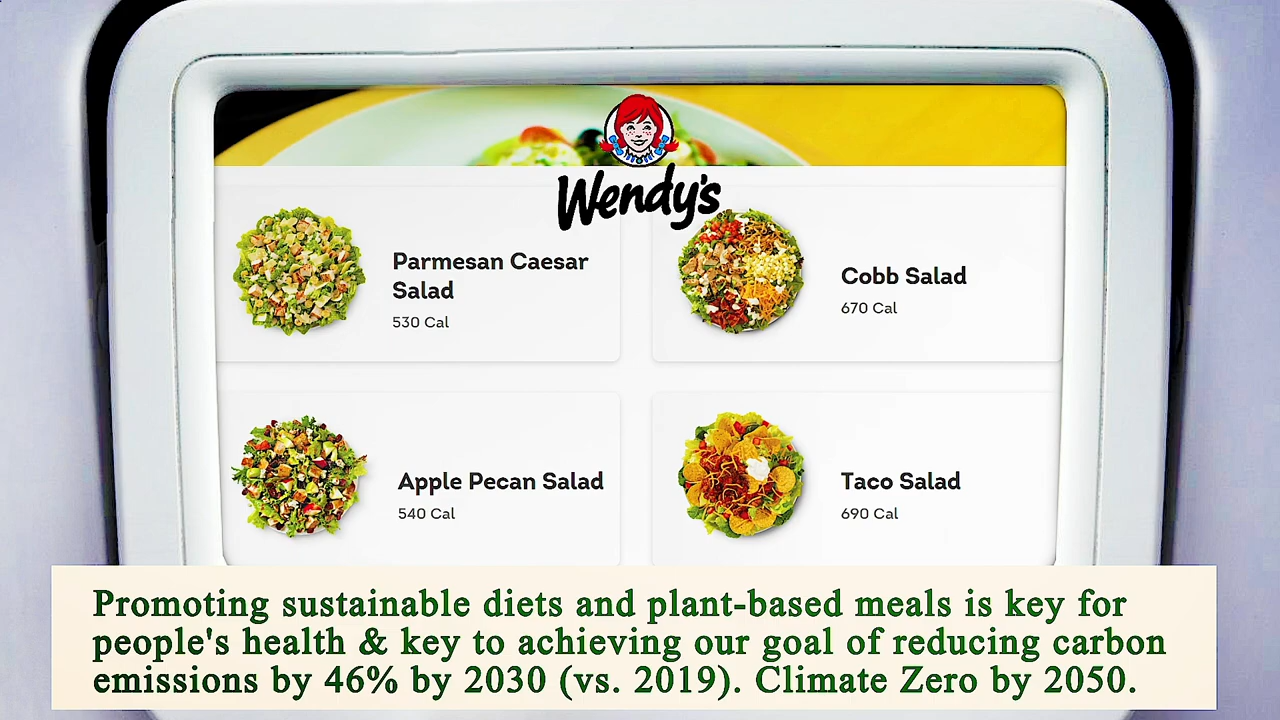 Wendy's
Parmesan Caesar
Salad
530 Cal
Cobb Salad
670 Cal
Apple Pecan Salad
540 Cal
Taco Salad
690 Cal
Promoting sustainable diets and plant-based meals is key for
people's health & key to achieving our goal of reducing carbon
emissions by 46% by 2030 (vs. 2019). Climate Zero by 2050.